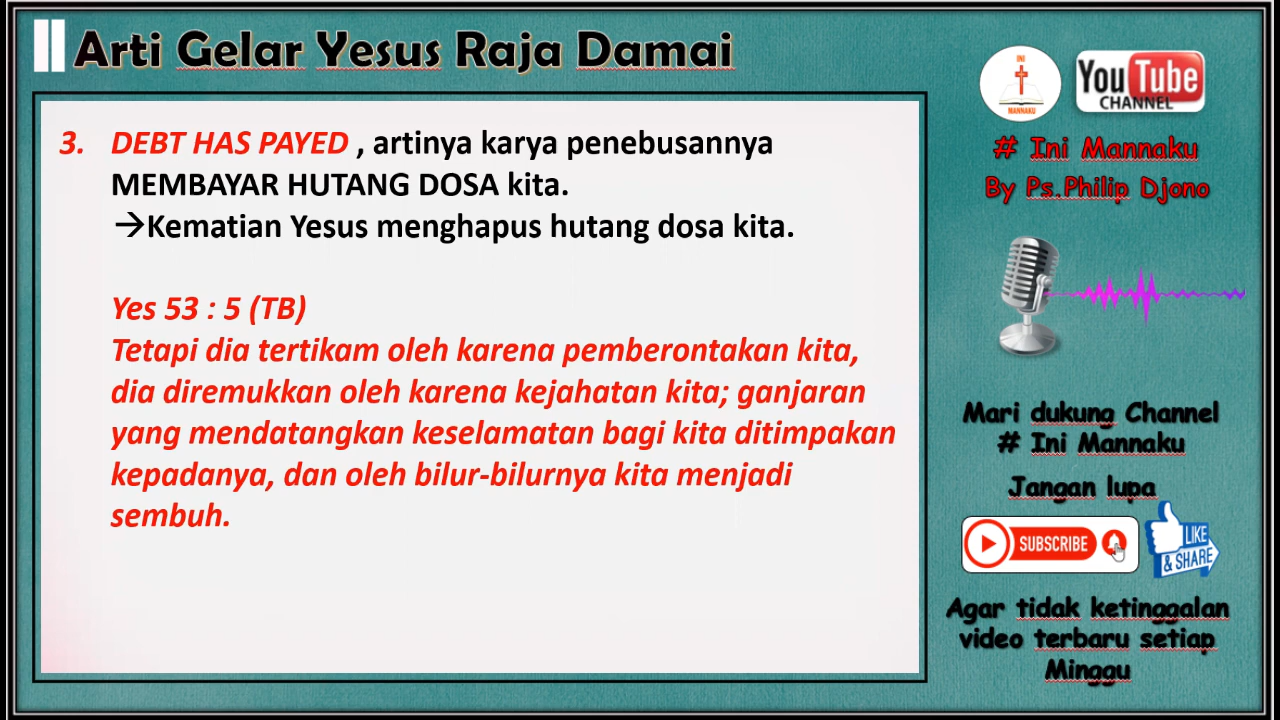 Arti Gelar Yesus Raja Damai
3. DEBT HAS PAYED , artinya karya penebusannya
MEMBAYAR HUTANG DOSA kita.
→Kematian Yesus menghapus hutang dosa kita.
Yes 53 : 5 (TB)
Tetapi dia tertikam oleh karena pemberontakan kita,
dia diremukkan oleh karena kejahatan kita; ganjaran
yang mendatangkan keselamatan bagi kita ditimpakan
kepadanya, dan oleh bilur-bilurnya kita menjadi
sembuh.
INI
MANNAKU
YouTube
CHANNEL
# Ini Mannaku
By Ps.Philip Djono
Mari dukung Channel
# Ini Mannaku
Jangan lupa
SUBSCRIBE
LIKE
& SHARE
Agar tidak ketinggalan
video terbaru setiap
Minggu